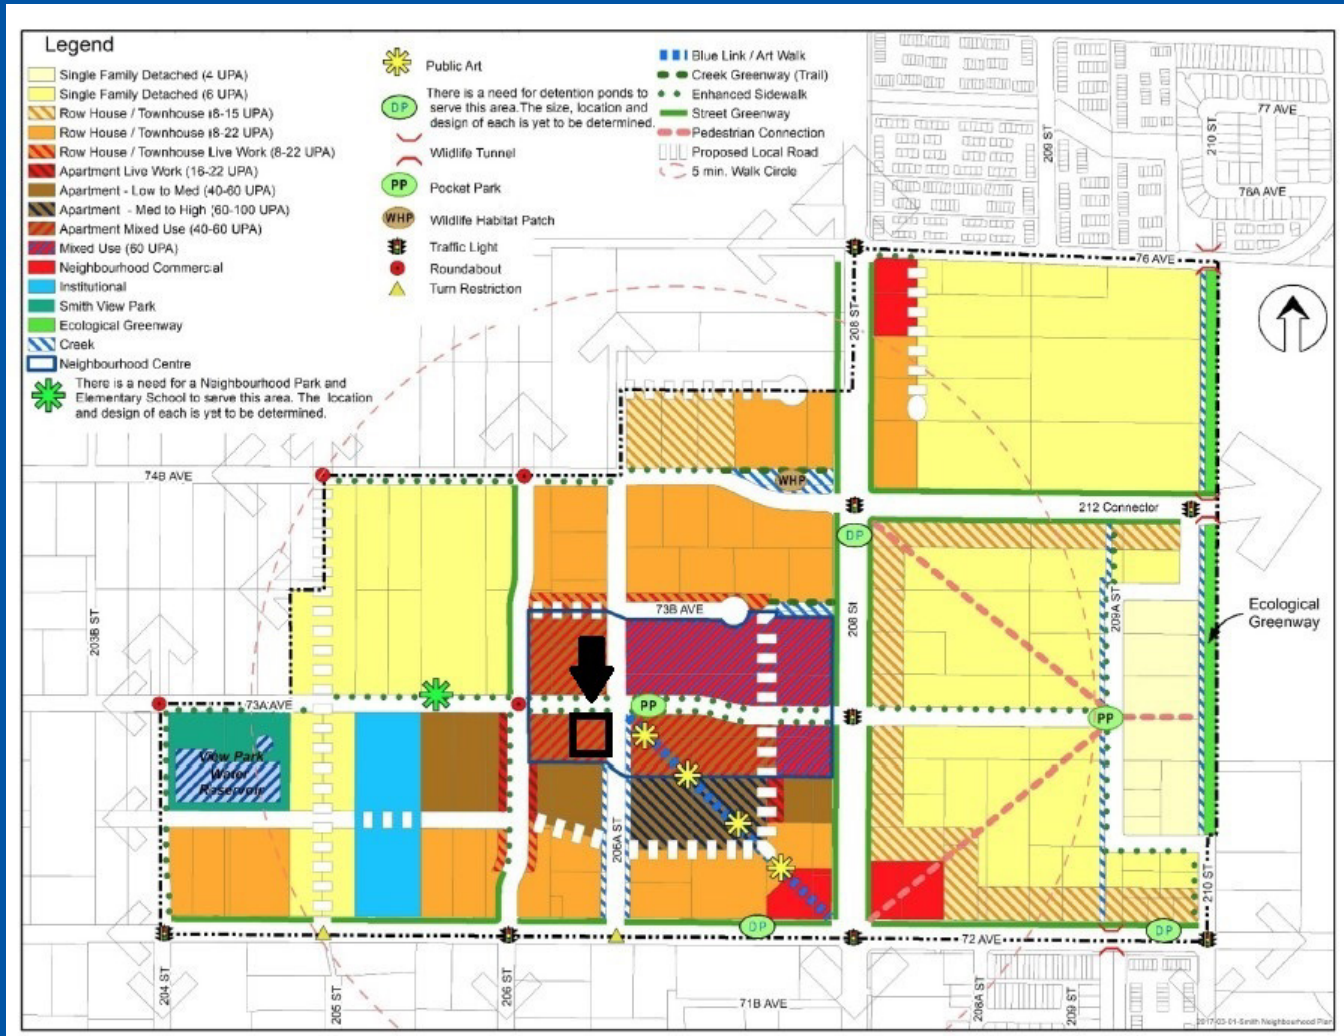 Legend
Single Family Detached (4 UPA)
Single Family Detached (6 UPA)
Row House / Townhouse (8-15 UPA)
Row House / Townhouse (8-22 UPA)
Row House / Townhouse Live Work (8-22 UPA)
Apartment Live Work (16-22 UPA)
Apartment - Low to Med (40-60 UPA)
Apartment - Med to High (60-100 UPA)
Apartment Mixed Use (40-60 UPA)
Mixed Use (60 UPA)
Neighbourhood Commercial
Institutional
Smith View Park
Ecological Greenway
Creek
Neighbourhood Centre
There is a need for a Neighbourhood Park and
Elementary School to serve this area. The location
and design of each is yet to be determined.
Public Art
DP
There is a need for detention ponds to
serve this area.The size, location and
design of each is yet to be determined.
Wildlife Tunnel
PP
Pocket Park
WHP
Wildlife Habitat Patch
Traffic Light
Roundabout
Turn Restriction
Blue Link / Art Walk
Creek Greenway (Trail)
Enhanced Sidewalk
Street Greenway
Pedestrian Connection
Proposed Local Road
5 min. Walk Circle
77 AVE
210 ST
209 ST
76A AVE
76 AVE
208 ST
74B AVE
WHP
212 Connector
DP
203B ST
73B AVE
208 St
209A ST
Ecological
Greenway
73A AVE
PP
PP
View Park
Water
Reservoir
206A ST
210 ST
DP
DP
72 AVE
204 ST
205 ST
206 ST
71B AVE
208A ST
209 ST
2017-03-01-Smith Neighbourhood Plan